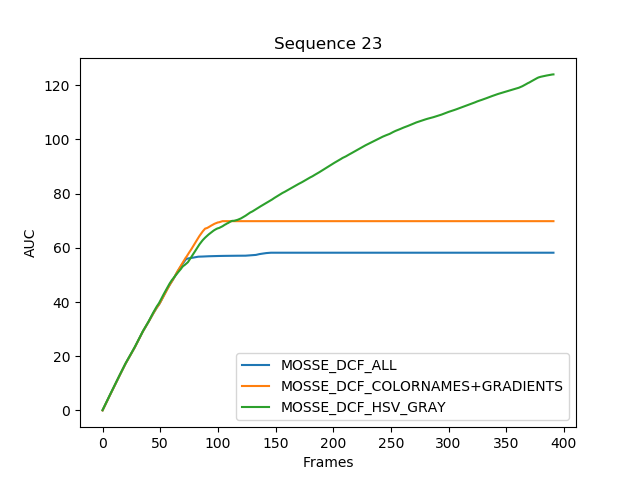 Sequence 23
AUC
120
100
80
60
40
20
0
MOSSE_DCF_ALL
MOSSE_DCF_COLORNAMES+GRADIENTS
MOSSE_DCF_HSV_GRAY
0 50 100 150 200 250 300 350 400
Frames